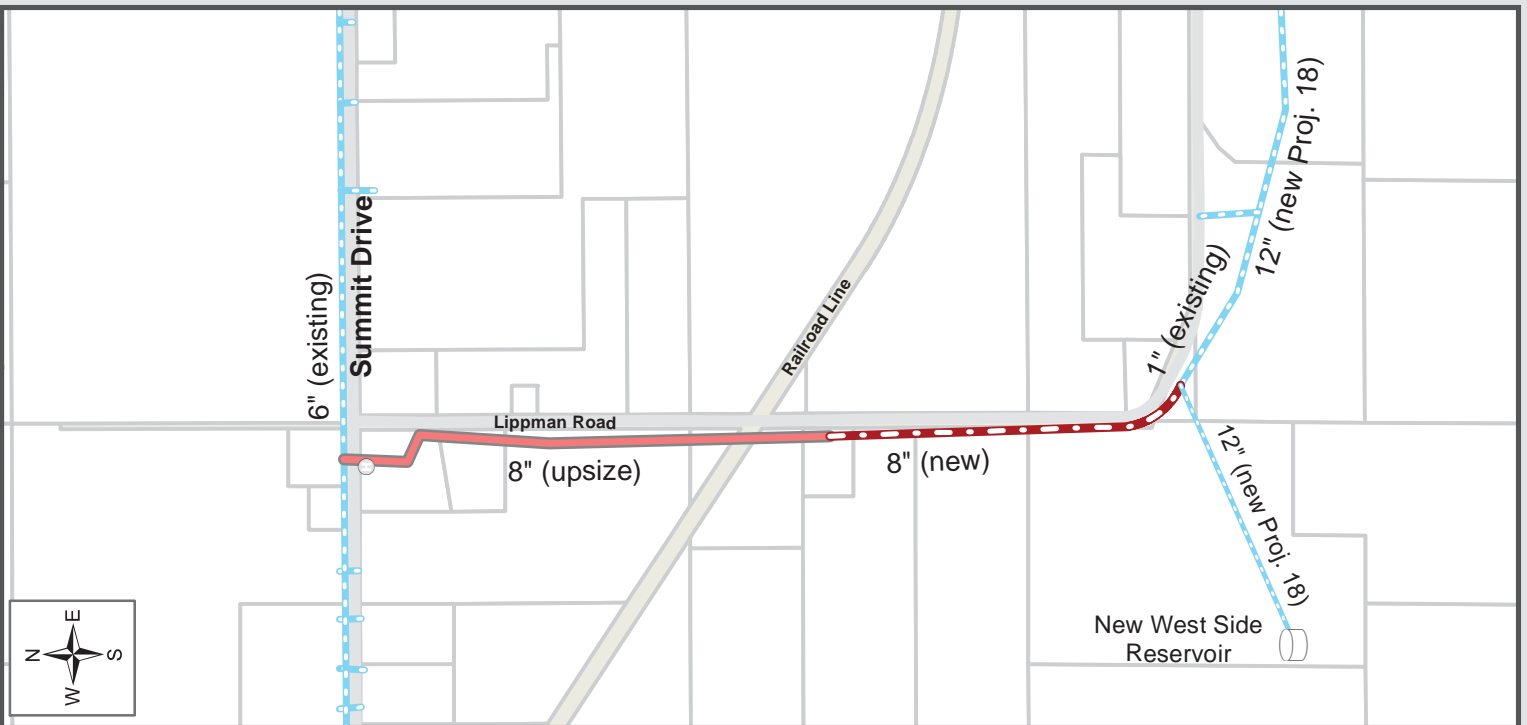 12" (new Proj. 18)
Summit Drive
6" (existing)
1" (existing)
Railroad Line
Lippman Road
8" (upsize)
8" (new)
12" (new Proj. 18)
New West Side
Reservoir
N
E
S
W